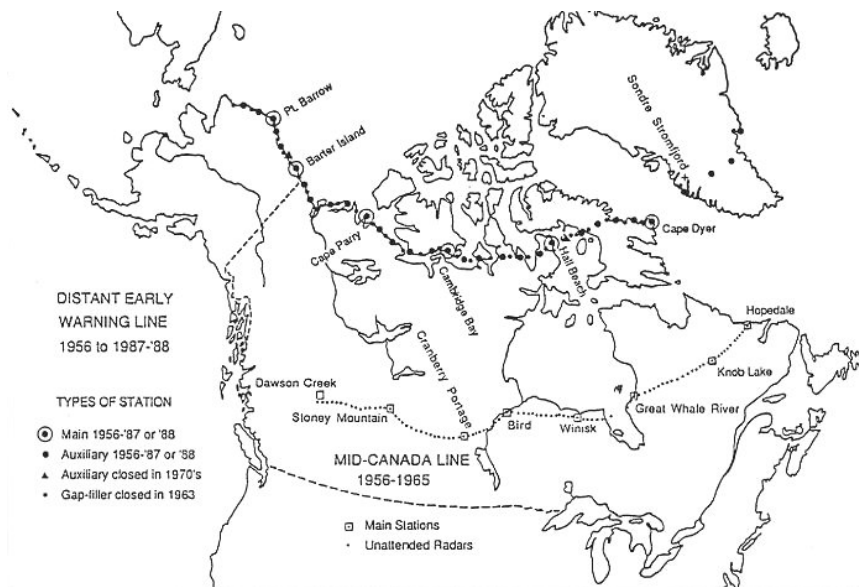 Pt. Barrow
Barter Island
Sondre Stromfjord
Cape Parry
Cambridge Bay
Hall Beach
Cape Dyer
DISTANT EARLY
WARNING LINE
1956 to 1987-'88
Hopedale
Knob Lake
Great Whale River
Dawson Creek
Stoney Mountain
Cranberry Portage
Bird
Winisk
TYPES OF STATION
Main 1956-'87 or '88
Auxiliary 1956-'87 or '88
Auxiliary closed in 1970's
Gap-filler closed in 1963
MID-CANADA LINE
1956-1965
Main Stations
Unattended Radars